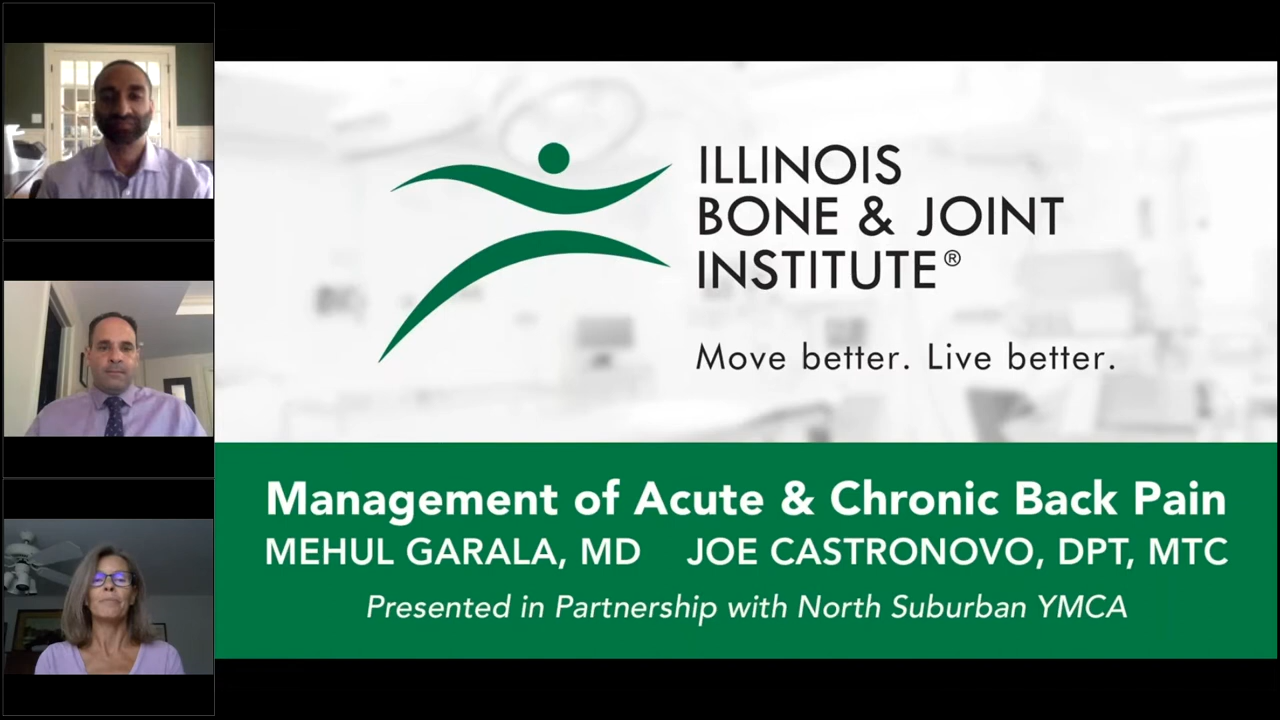 ILLINOIS
BONE & JOINT
INSTITUTE®
Move better. Live better.
Management of Acute & Chronic Back Pain
MEHUL GARALA, MD JOE CASTRONOVO, DPT, MTC
Presented in Partnership with North Suburban YMCA